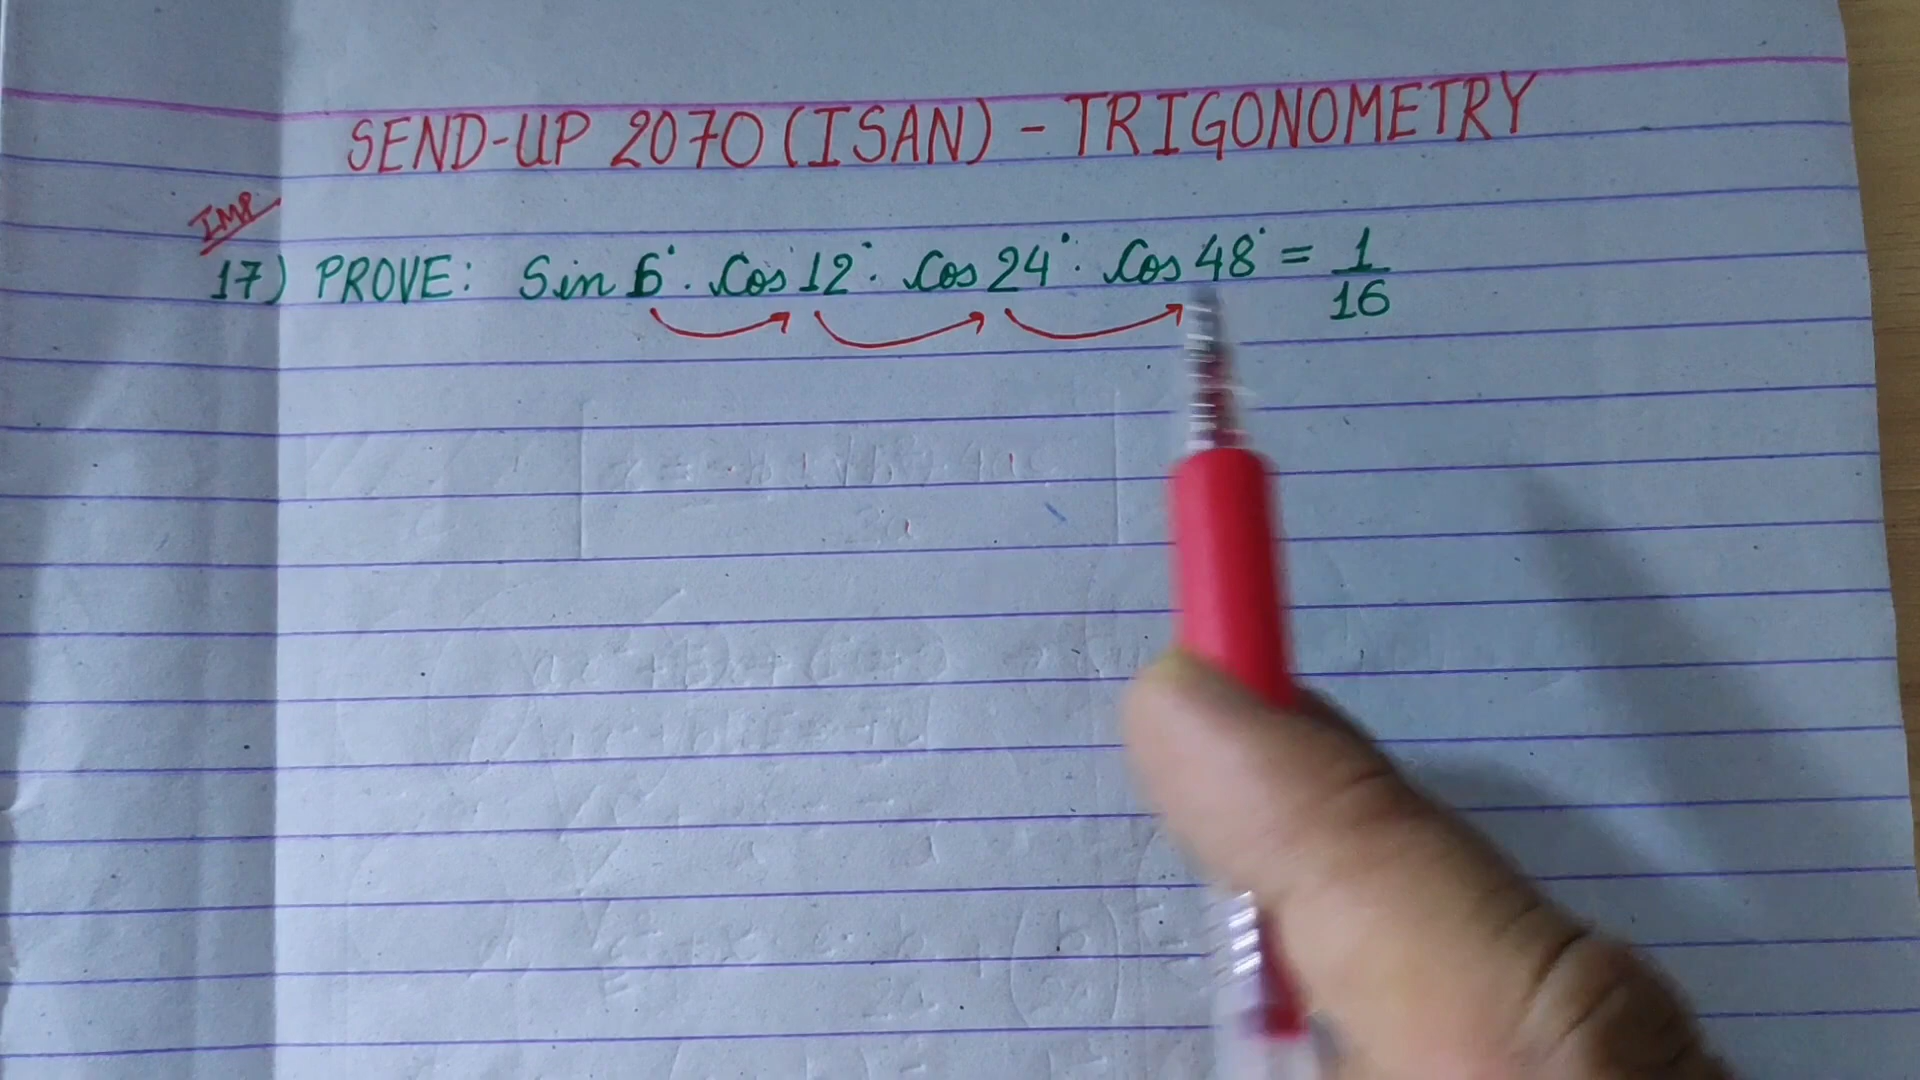 SEND-UP 2070 (ISAN) - TRIGONOMETRY
IMP
17) PROVE: Sin 6° . Cos 12° . Cos 24° . Cos 48° = 1/16